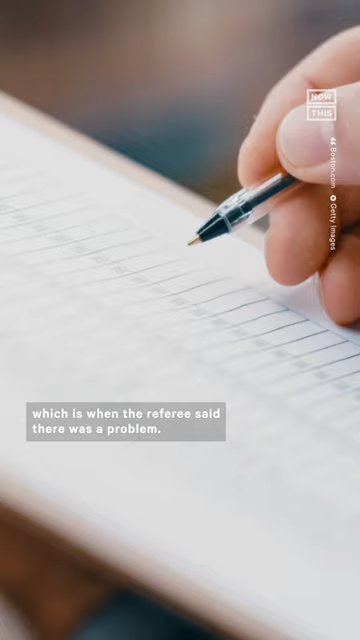 NOW
THIS
Boston.com Getty Images
which is when the referee said
there was a problem.